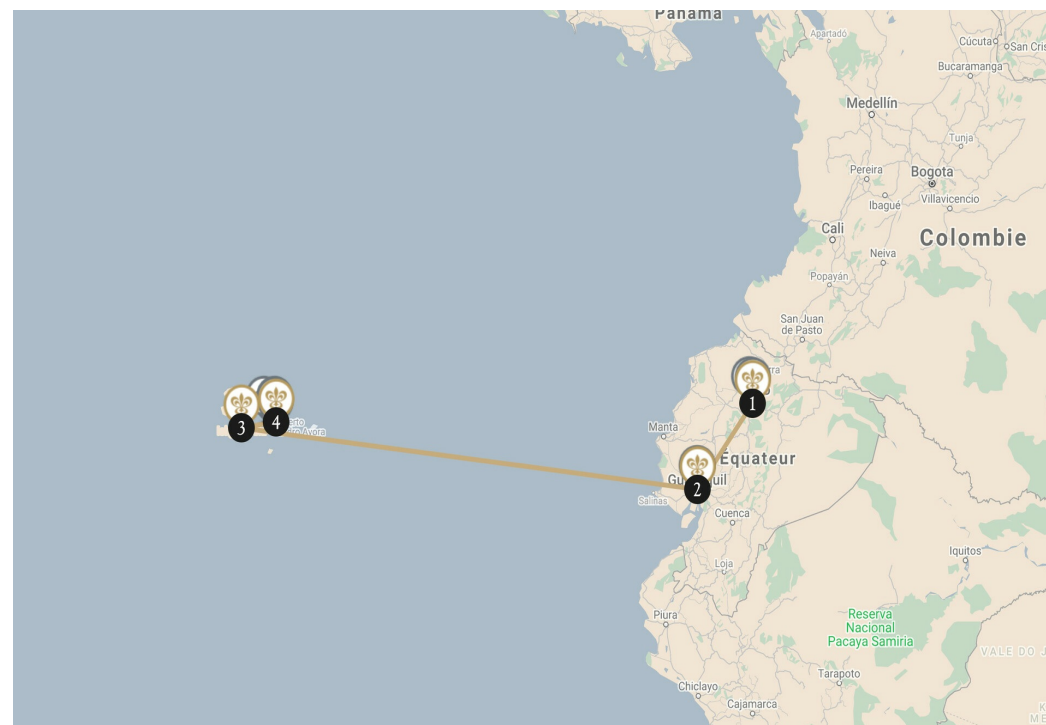 Panama
Apartadó
Cúcuta
San Cris
Bucaramanga
Medellín
Tunja
Pereira
Bogota
Ibagué
Villavicencio
Cali
Colombie
Neiva
Popayán
San Juan
de Pasto
1
3
4
Manta
Équateur
2
Salinas
Cuenca
Iquitos
Loja
Piura
Reserva
Nacional
Pacaya Samiria
VALE DO J
Tarapoto
Chiclayo
Cajamarca